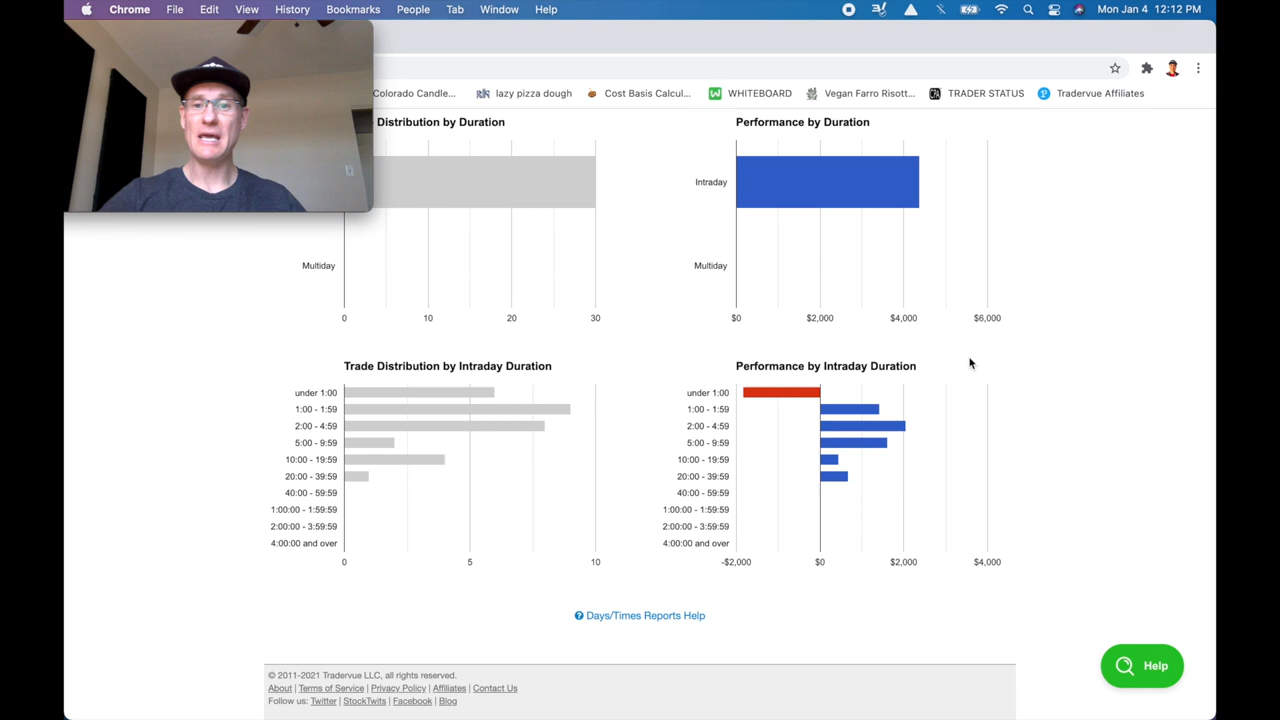 Chrome File Edit View History Bookmarks People Tab Window Help Mon Jan 4 12:12 PM
Colorado Candle... lazy pizza dough Cost Basis Calcul... WHITEBOARD Vegan Farro Risott... TRADER STATUS Tradervue Affiliates
Distribution by Duration
Multiday
0 10 20 30
Performance by Duration
Intraday
Multiday
$0 $2,000 $4,000 $6,000
Trade Distribution by Intraday Duration
under 1:00
1:00 - 1:59
2:00 - 4:59
5:00 - 9:59
10:00 - 19:59
20:00 - 39:59
40:00 - 59:59
1:00:00 - 1:59:59
2:00:00 - 3:59:59
4:00:00 and over
0 5 10
Performance by Intraday Duration
under 1:00
1:00 - 1:59
2:00 - 4:59
5:00 - 9:59
10:00 - 19:59
20:00 - 39:59
40:00 - 59:59
1:00:00 - 1:59:59
2:00:00 - 3:59:59
4:00:00 and over
-$2,000 $0 $2,000 $4,000
Days/Times Reports Help
© 2011-2021 Tradervue LLC, all rights reserved.
About | Terms of Service | Privacy Policy | Affiliates | Contact Us
Follow us: Twitter | StockTwits | Facebook | Blog
Help